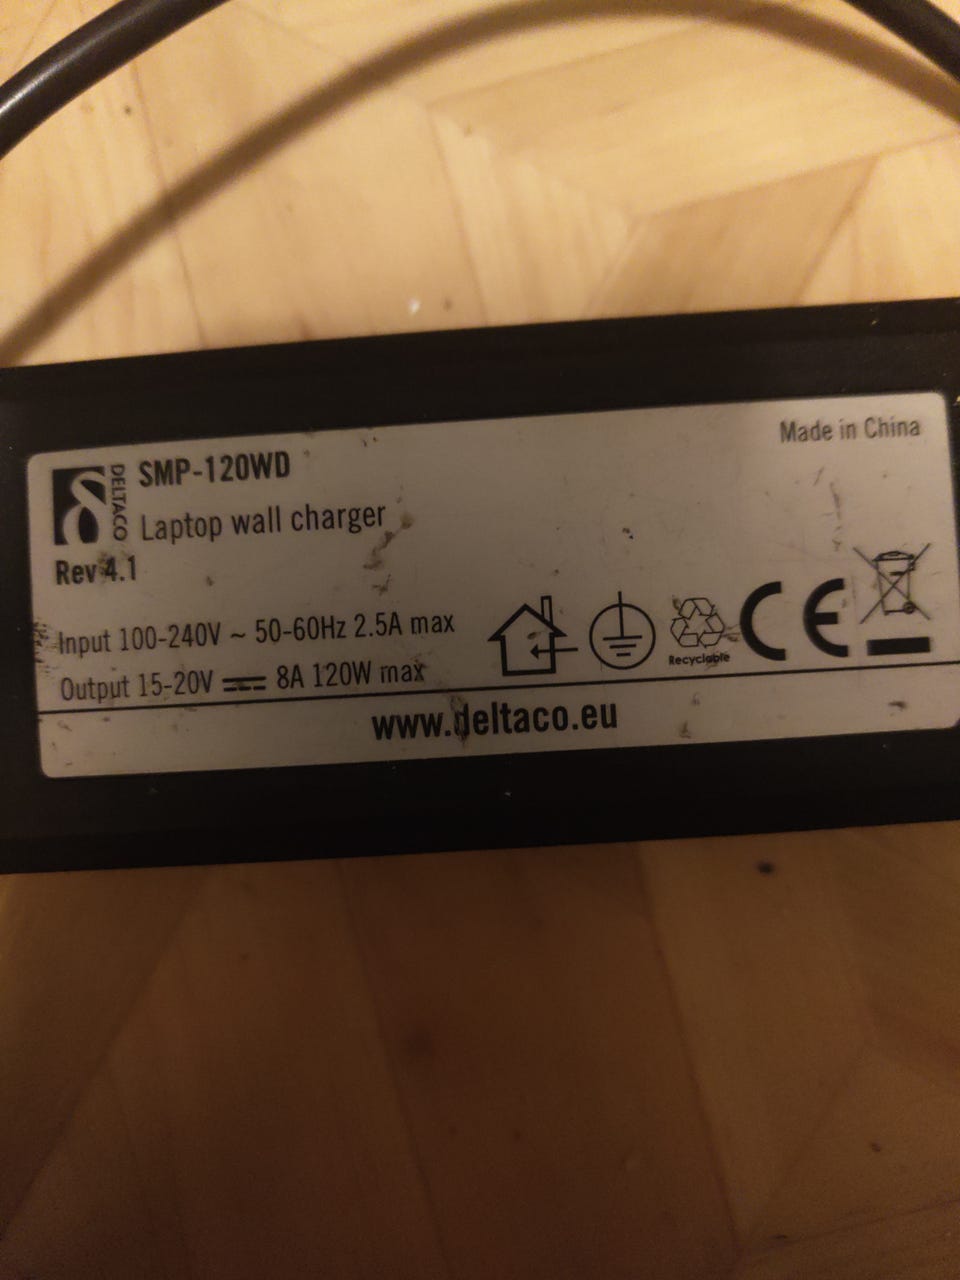 Made in China
DELTACO
SMP-120WD
Laptop wall charger
Rev 4.1
Input 100-240V ~ 50-60Hz 2.5A max
Output 15-20V ⎓ 8A 120W max
Recyclable
CE
www.deltaco.eu